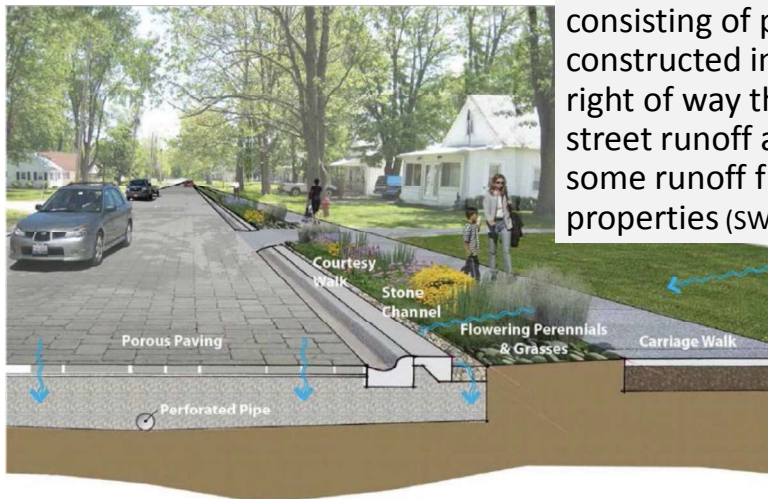 consisting of p
constructed in
right of way th
street runoff a
some runoff f
properties (SW
Courtesy
Walk
Stone
Channel
Porous Paving
Flowering Perennials
& Grasses
Carriage Walk
Perforated Pipe